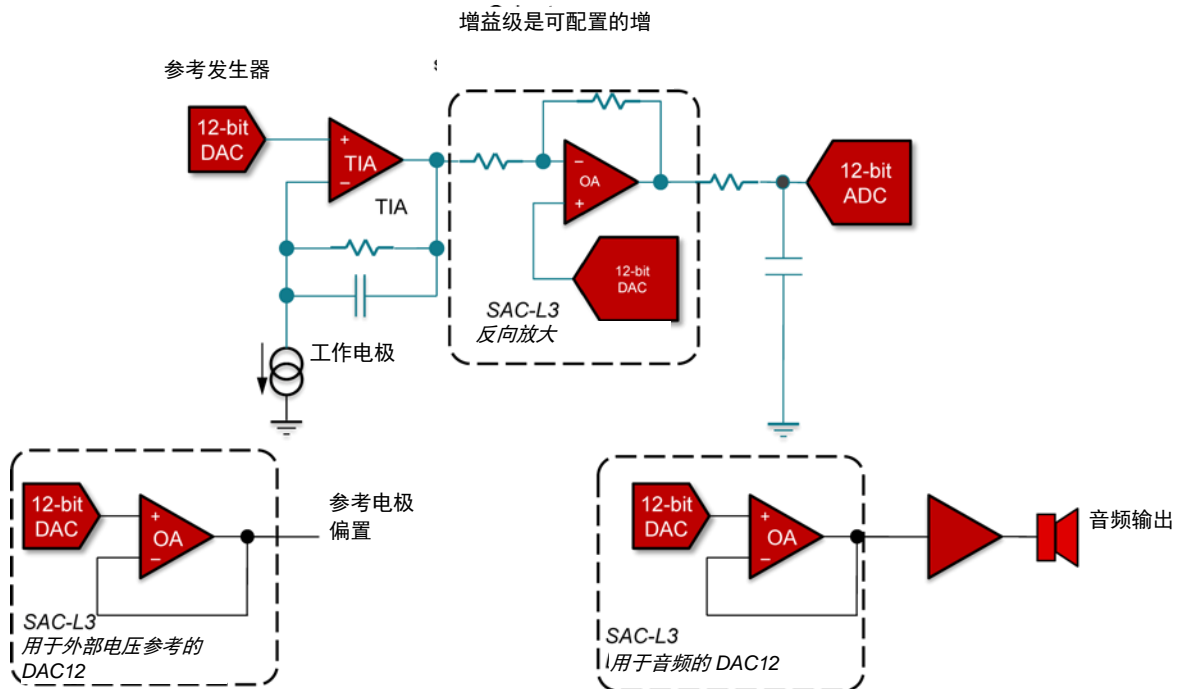 增益级是可配置的增
参考发生器
12-bit
DAC
TIA
TIA
OA
12-bit
ADC
12-bit
DAC
SAC-L3
反向放大
工作电极
12-bit
DAC
OA
参考电极
偏置
SAC-L3
用于外部电压参考的
DAC12
12-bit
DAC
OA
音频输出
SAC-L3
用于音频的 DAC12